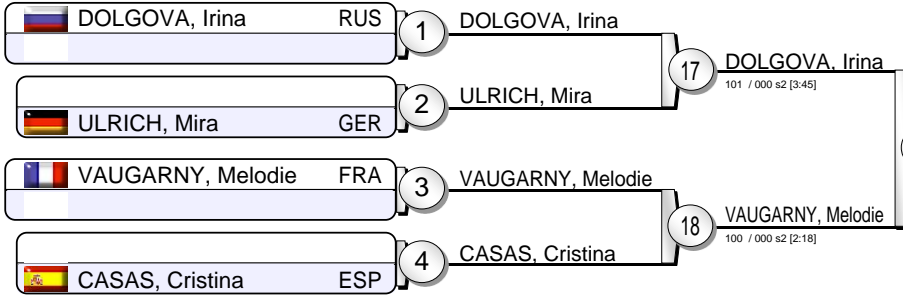 DOLGOVA, Irina RUS
1
DOLGOVA, Irina
17
DOLGOVA, Irina
101 / 000 s2 [3:45]
2
ULRICH, Mira
ULRICH, Mira GER
VAUGARNY, Melodie FRA
3
VAUGARNY, Melodie
18
VAUGARNY, Melodie
100 / 000 s2 [2:18]
4
CASAS, Cristina
CASAS, Cristina ESP